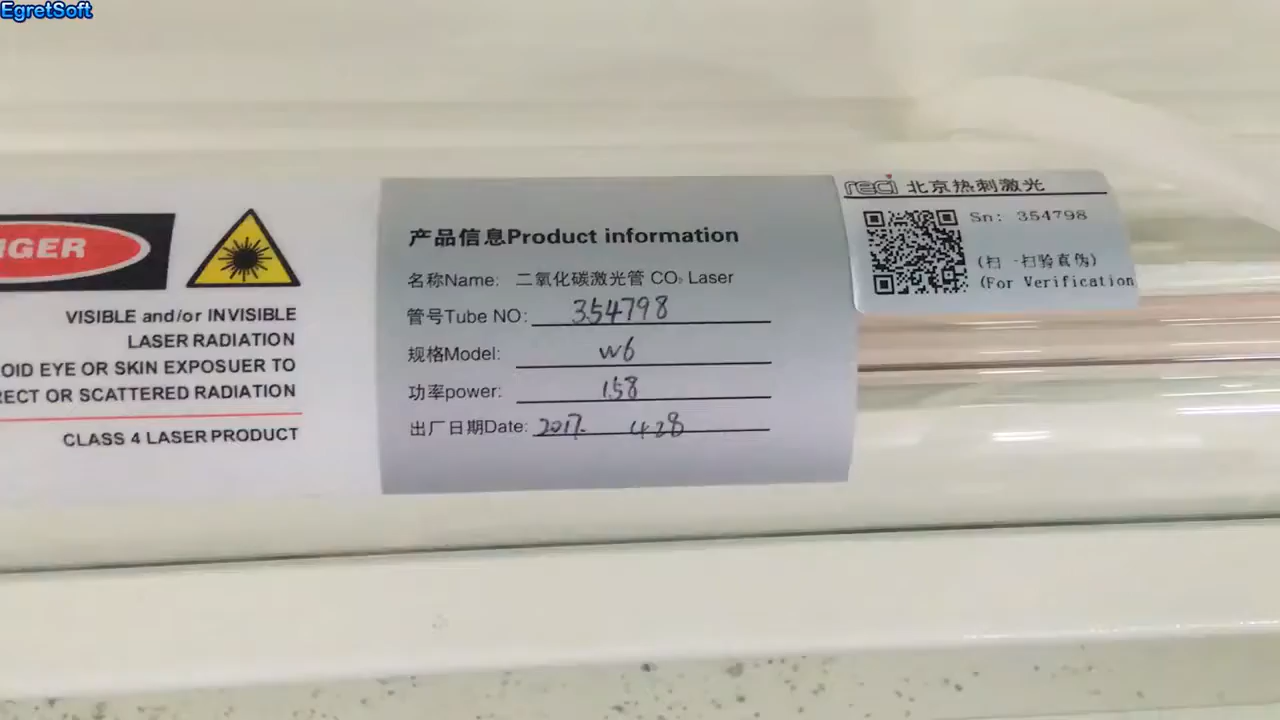 EgretSoft
NGER
VISIBLE and/or INVISIBLE
LASER RADIATION
OID EYE OR SKIN EXPOSUER TO
RECT OR SCATTERED RADIATION
CLASS 4 LASER PRODUCT
产品信息Product information
名称Name: 二氧化碳激光管 CO₂ Laser
管号Tube NO: 354798
规格Model: W6
功率power: 158
出厂日期Date: 2017. 4.28
reci 北京热刺激光
Sn: 354798
(扫一扫验真伪)
(For Verification